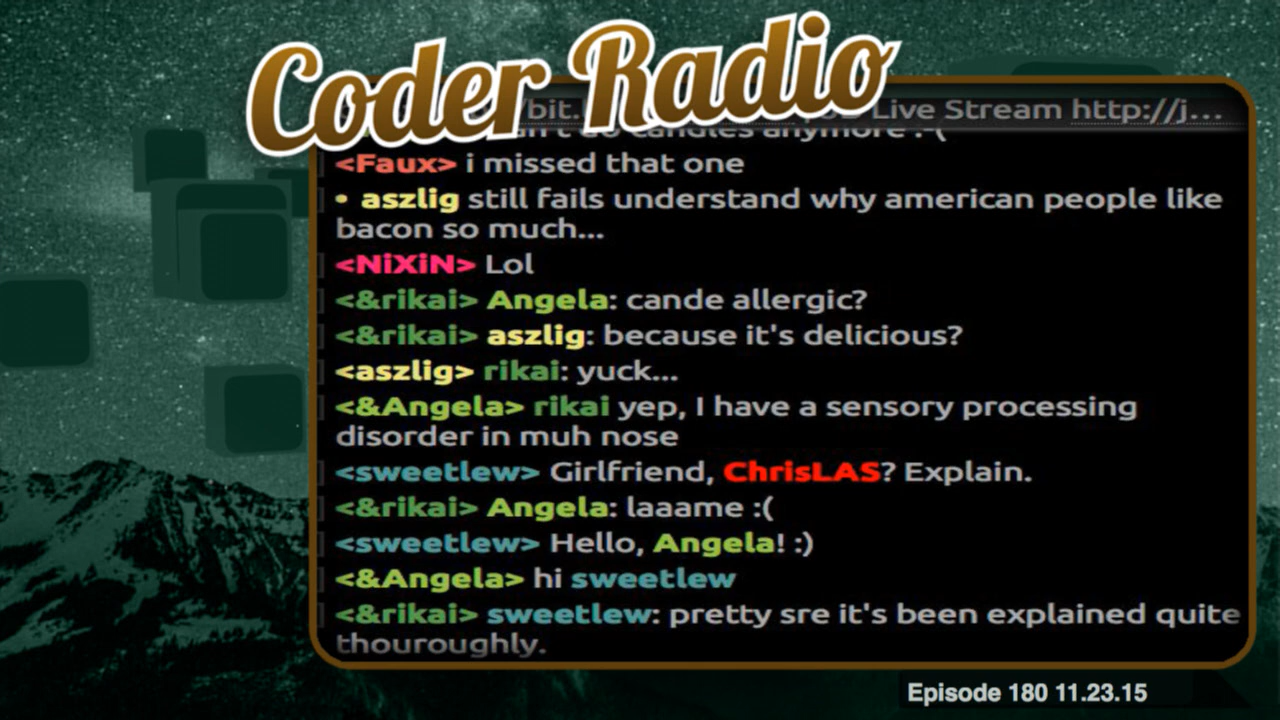 Coder Radio
Live Stream http://j...
candles anymore :-(
<Faux> i missed that one
• aszlig still fails understand why american people like
bacon so much...
<NiXiN> Lol
<&rikai> Angela: cande allergic?
<&rikai> aszlig: because it's delicious?
<aszlig> rikai: yuck...
<&Angela> rikai yep, I have a sensory processing
disorder in muh nose
<sweetlew> Girlfriend, ChrisLAS? Explain.
<&rikai> Angela: laaame :(
<sweetlew> Hello, Angela! :)
<&Angela> hi sweetlew
<&rikai> sweetlew: pretty sre it's been explained quite
thouroughly.
Episode 180 11.23.15